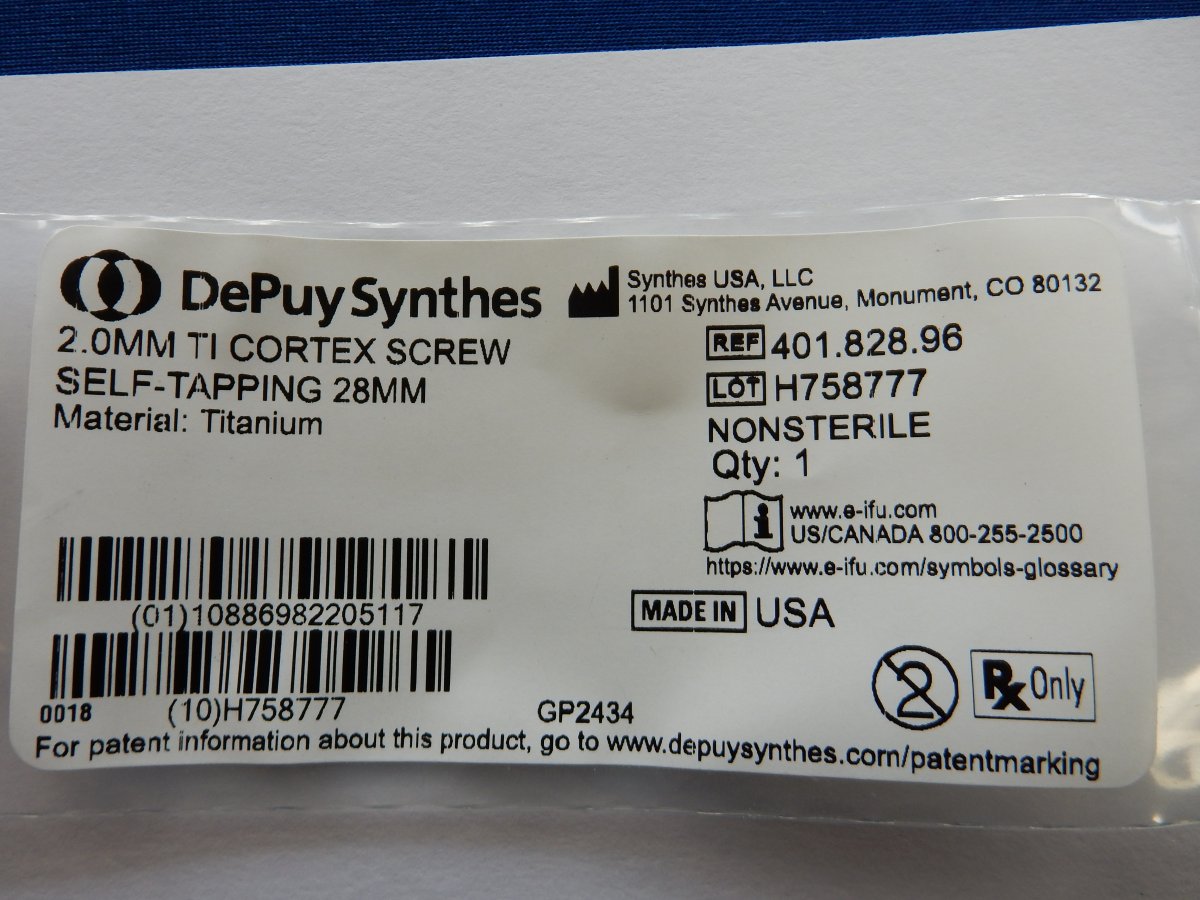 DePuy Synthes
Synthes USA, LLC
1101 Synthes Avenue, Monument, CO 80132
2.0MM TI CORTEX SCREW
SELF-TAPPING 28MM
Material: Titanium
REF 401.828.96
LOT H758777
NONSTERILE
Qty: 1
www.e-ifu.com
US/CANADA 800-255-2500
https://www.e-ifu.com/symbols-glossary
MADE IN USA
(01)10886982205117
2
Rx Only
0018 (10)H758777 GP2434
For patent information about this product, go to www.depuysynthes.com/patentmarking